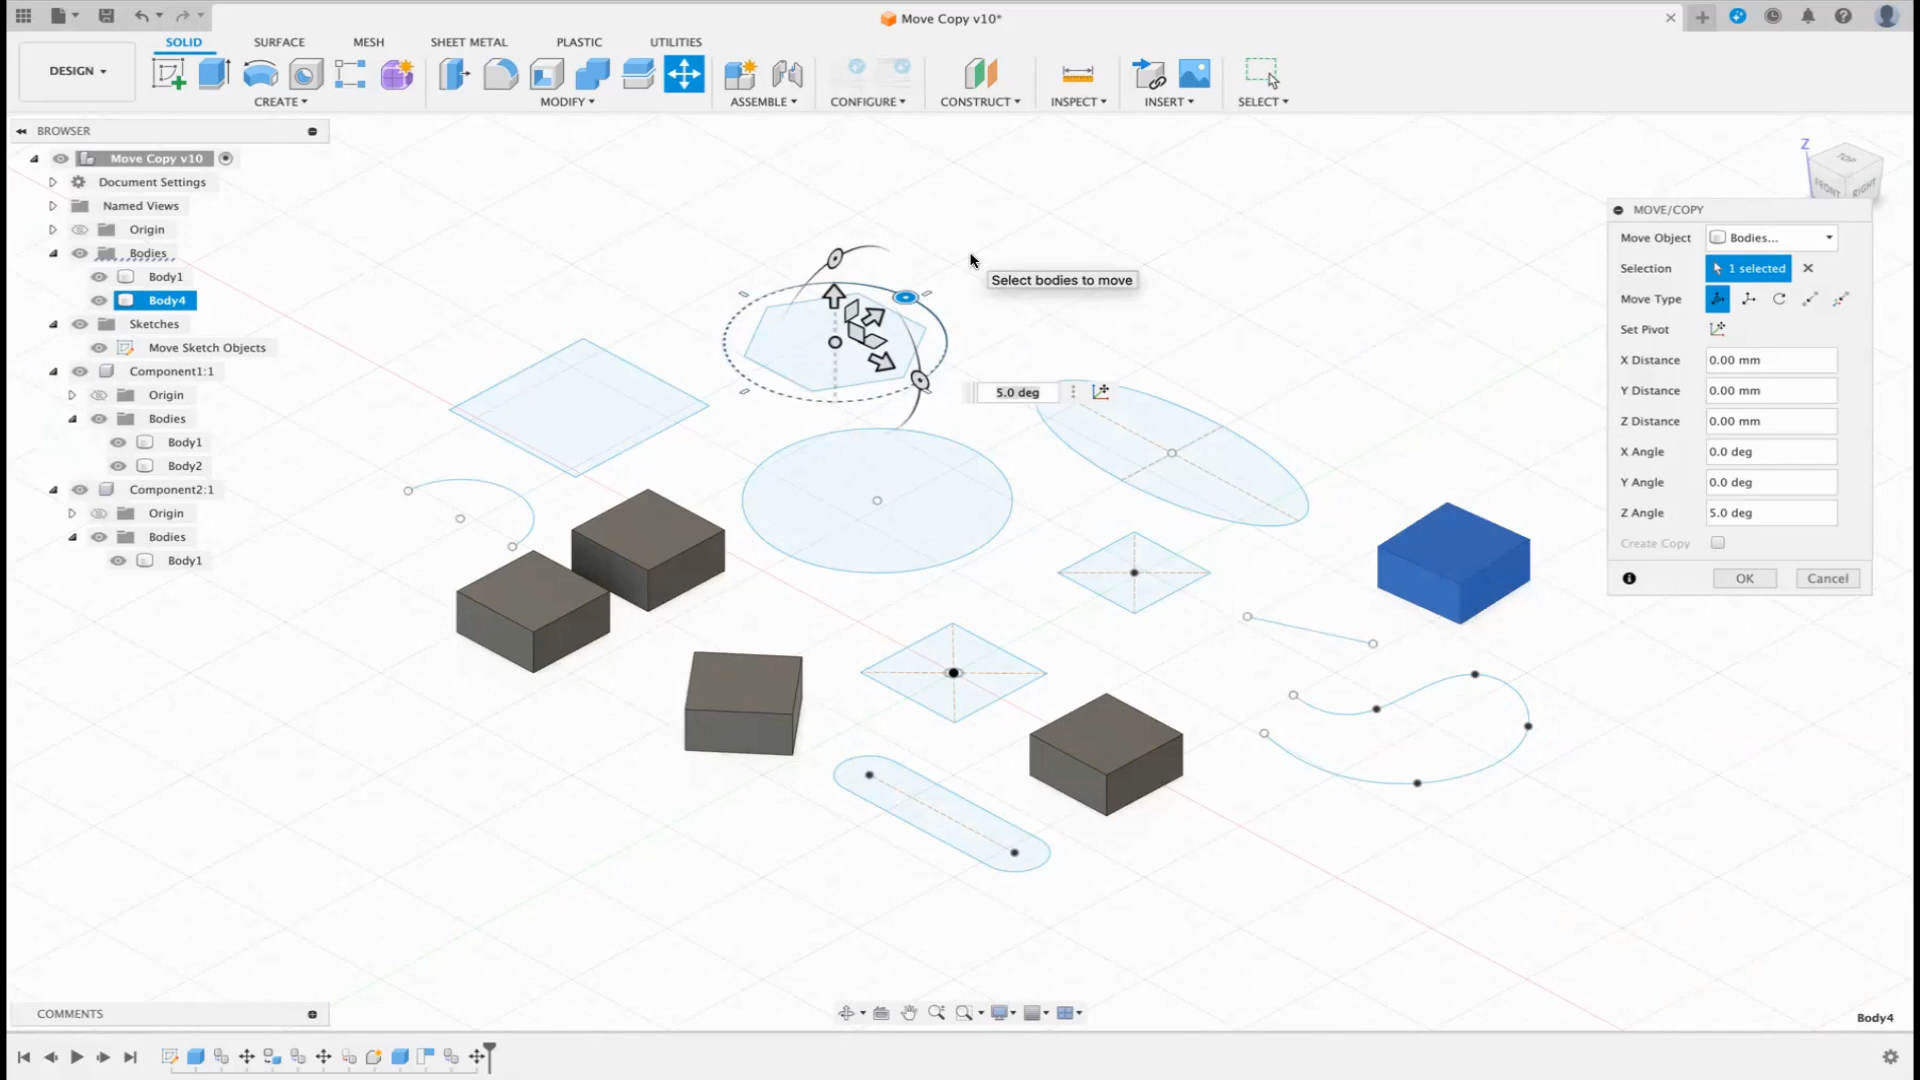 Move Copy v10*
SOLID
SURFACE
MESH
SHEET METAL
PLASTIC
UTILITIES
DESIGN
CREATE
MODIFY
ASSEMBLE
CONFIGURE
CONSTRUCT
INSPECT
INSERT
SELECT
BROWSER
Move Copy v10
Document Settings
Named Views
Origin
Bodies
Body1
Body4
Sketches
Move Sketch Objects
Component1:1
Origin
Bodies
Body1
Body2
Component2:1
Origin
Bodies
Body1
Select bodies to move
5.0 deg
Z
TOP
FRONT
RIGHT
MOVE/COPY
Move Object Bodies...
Selection 1 selected
Move Type
Set Pivot
X Distance 0.00 mm
Y Distance 0.00 mm
Z Distance 0.00 mm
X Angle 0.0 deg
Y Angle 0.0 deg
Z Angle 5.0 deg
Create Copy
OK Cancel
COMMENTS
Body4